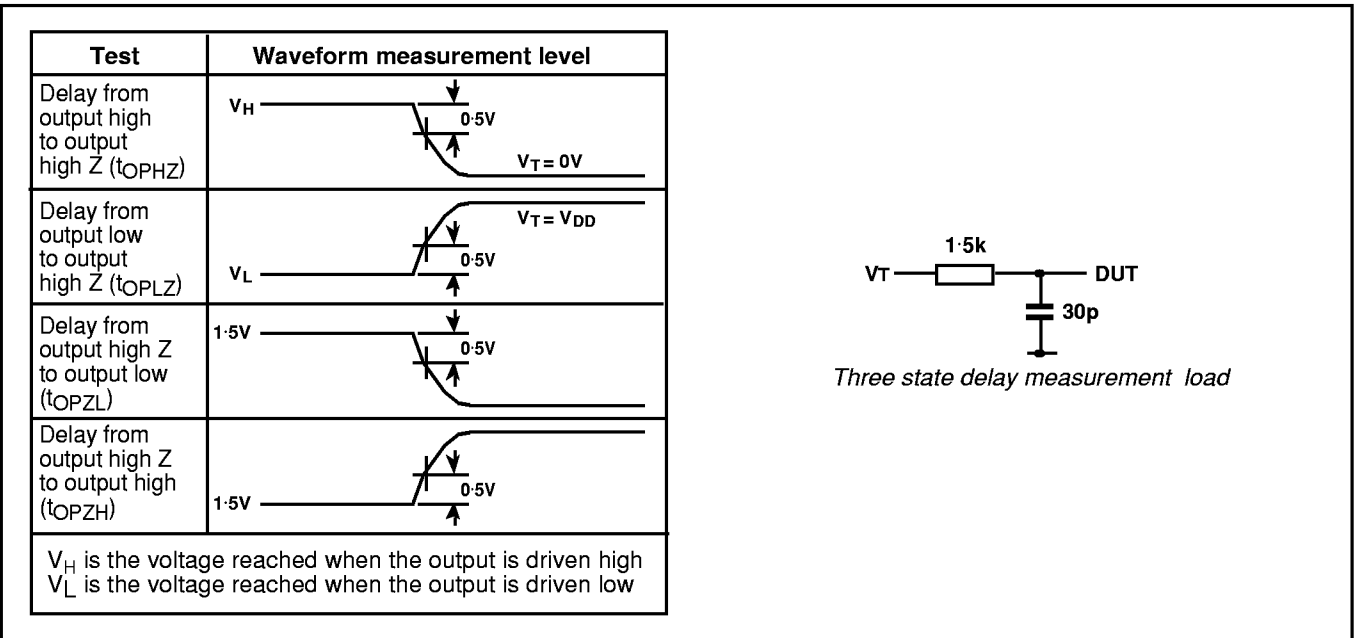 Test
Waveform measurement level
Delay from
output high
to output
high Z (tOPHZ)
VH
0·5V
VT = 0V
Delay from
output low
to output
high Z (tOPLZ)
VT = VDD
0·5V
VL
Delay from
output high Z
to output low
(tOPZL)
1·5V
0·5V
Delay from
output high Z
to output high
(tOPZH)
0·5V
1·5V
VH is the voltage reached when the output is driven high
VL is the voltage reached when the output is driven low
1·5k
VT
DUT
30p
Three state delay measurement load